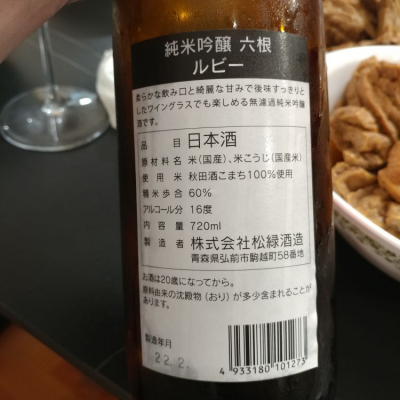 純米吟醸 六根
ルビー
柔らかな飲み口と綺麗な甘みで後味すっきりと
したワイングラスでも楽しめる無濾過純米吟醸
酒です。
品目 日本酒
原材料名 米(国産)、米こうじ(国産米)
使用米 秋田酒こまち100%使用
精米歩合 60%
アルコール分 16度
内容量 720ml
製造者 株式会社松緑酒造
青森県弘前市駒越町58番地
お酒は20歳になってから。
原料由来の沈殿物(おり)が多少含まれることが
あります。
製造年月
22.2.
4 933180 101273